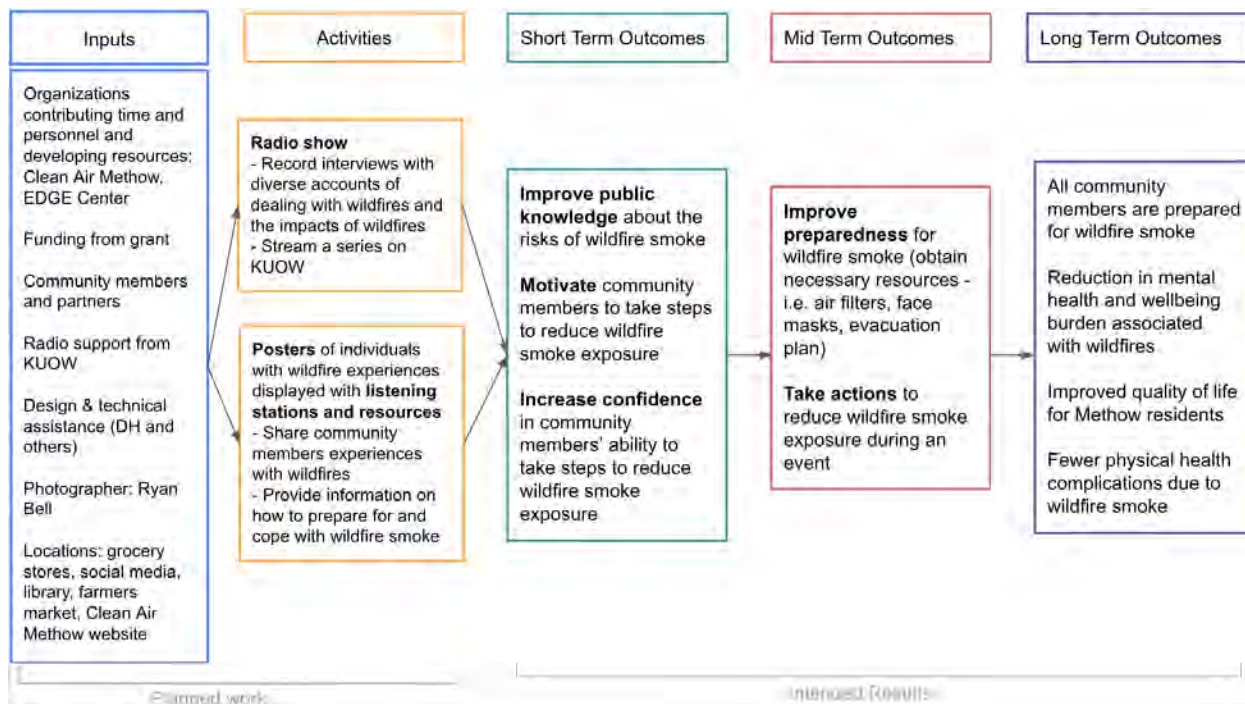 Inputs
Activities
Short Term Outcomes
Mid Term Outcomes
Long Term Outcomes
Organizations
contributing time and
personnel and
developing resources:
Clean Air Methow,
EDGE Center
Funding from grant
Community members
and partners
Radio support from
KUOW
Design & technical
assistance (DH and
others)
Photographer: Ryan
Bell
Locations: grocery
stores, social media,
library, farmers
market, Clean Air
Methow website
Radio show
- Record interviews with
diverse accounts of
dealing with wildfires and
the impacts of wildfires
- Stream a series on
KUOW
Posters of individuals
with wildfire experiences
displayed with listening
stations and resources
- Share community
members experiences
with wildfires
- Provide information on
how to prepare for and
cope with wildfire smoke
Improve public
knowledge about the
risks of wildfire smoke
Motivate community
members to take steps
to reduce wildfire
smoke exposure
Increase confidence
in community
members' ability to
take steps to reduce
wildfire smoke
exposure
Improve
preparedness for
wildfire smoke (obtain
necessary resources -
i.e. air filters, face
masks, evacuation
plan)
Take actions to
reduce wildfire smoke
exposure during an
event
All community
members are prepared
for wildfire smoke
Reduction in mental
health and wellbeing
burden associated
with wildfires
Improved quality of life
for Methow residents
Fewer physical health
complications due to
wildfire smoke
Planned work
Intended Results